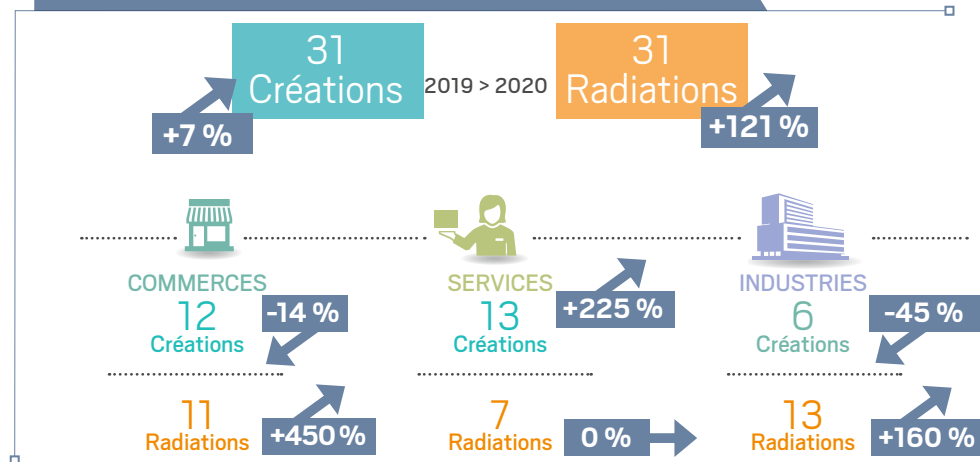 31
Créations
2019 > 2020
31
Radiations
+7 %
+121 %
COMMERCES
12
Créations
-14 %
SERVICES
13
Créations
+225 %
INDUSTRIES
6
Créations
-45 %
11
Radiations
+450 %
7
Radiations
0 %
13
Radiations
+160 %